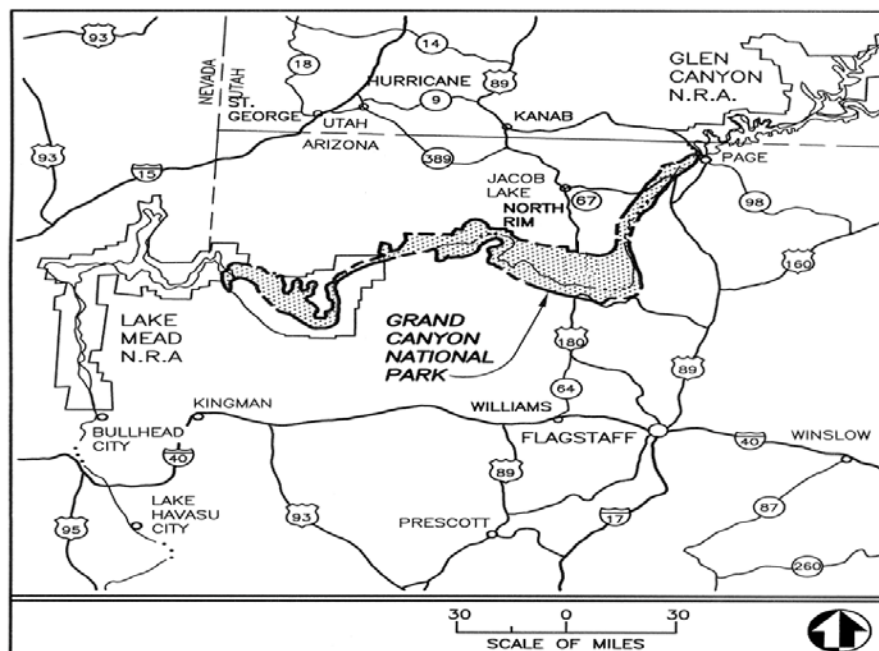 93
18
14
HURRICANE
89
GLEN
CANYON
N.R.A.
NEVADA
UTAH
ST.
GEORGE
9
KANAB
UTAH
ARIZONA
93
15
389
PAGE
JACOB
LAKE
67
NORTH
RIM
98
160
LAKE
MEAD
N.R.A
GRAND
CANYON
NATIONAL
PARK
180
89
64
KINGMAN
WILLIAMS
BULLHEAD
CITY
FLAGSTAFF
40
WINSLOW
40
89
LAKE
HAVASU
CITY
95
93
PRESCOTT
17
87
260
30 0 30
SCALE OF MILES